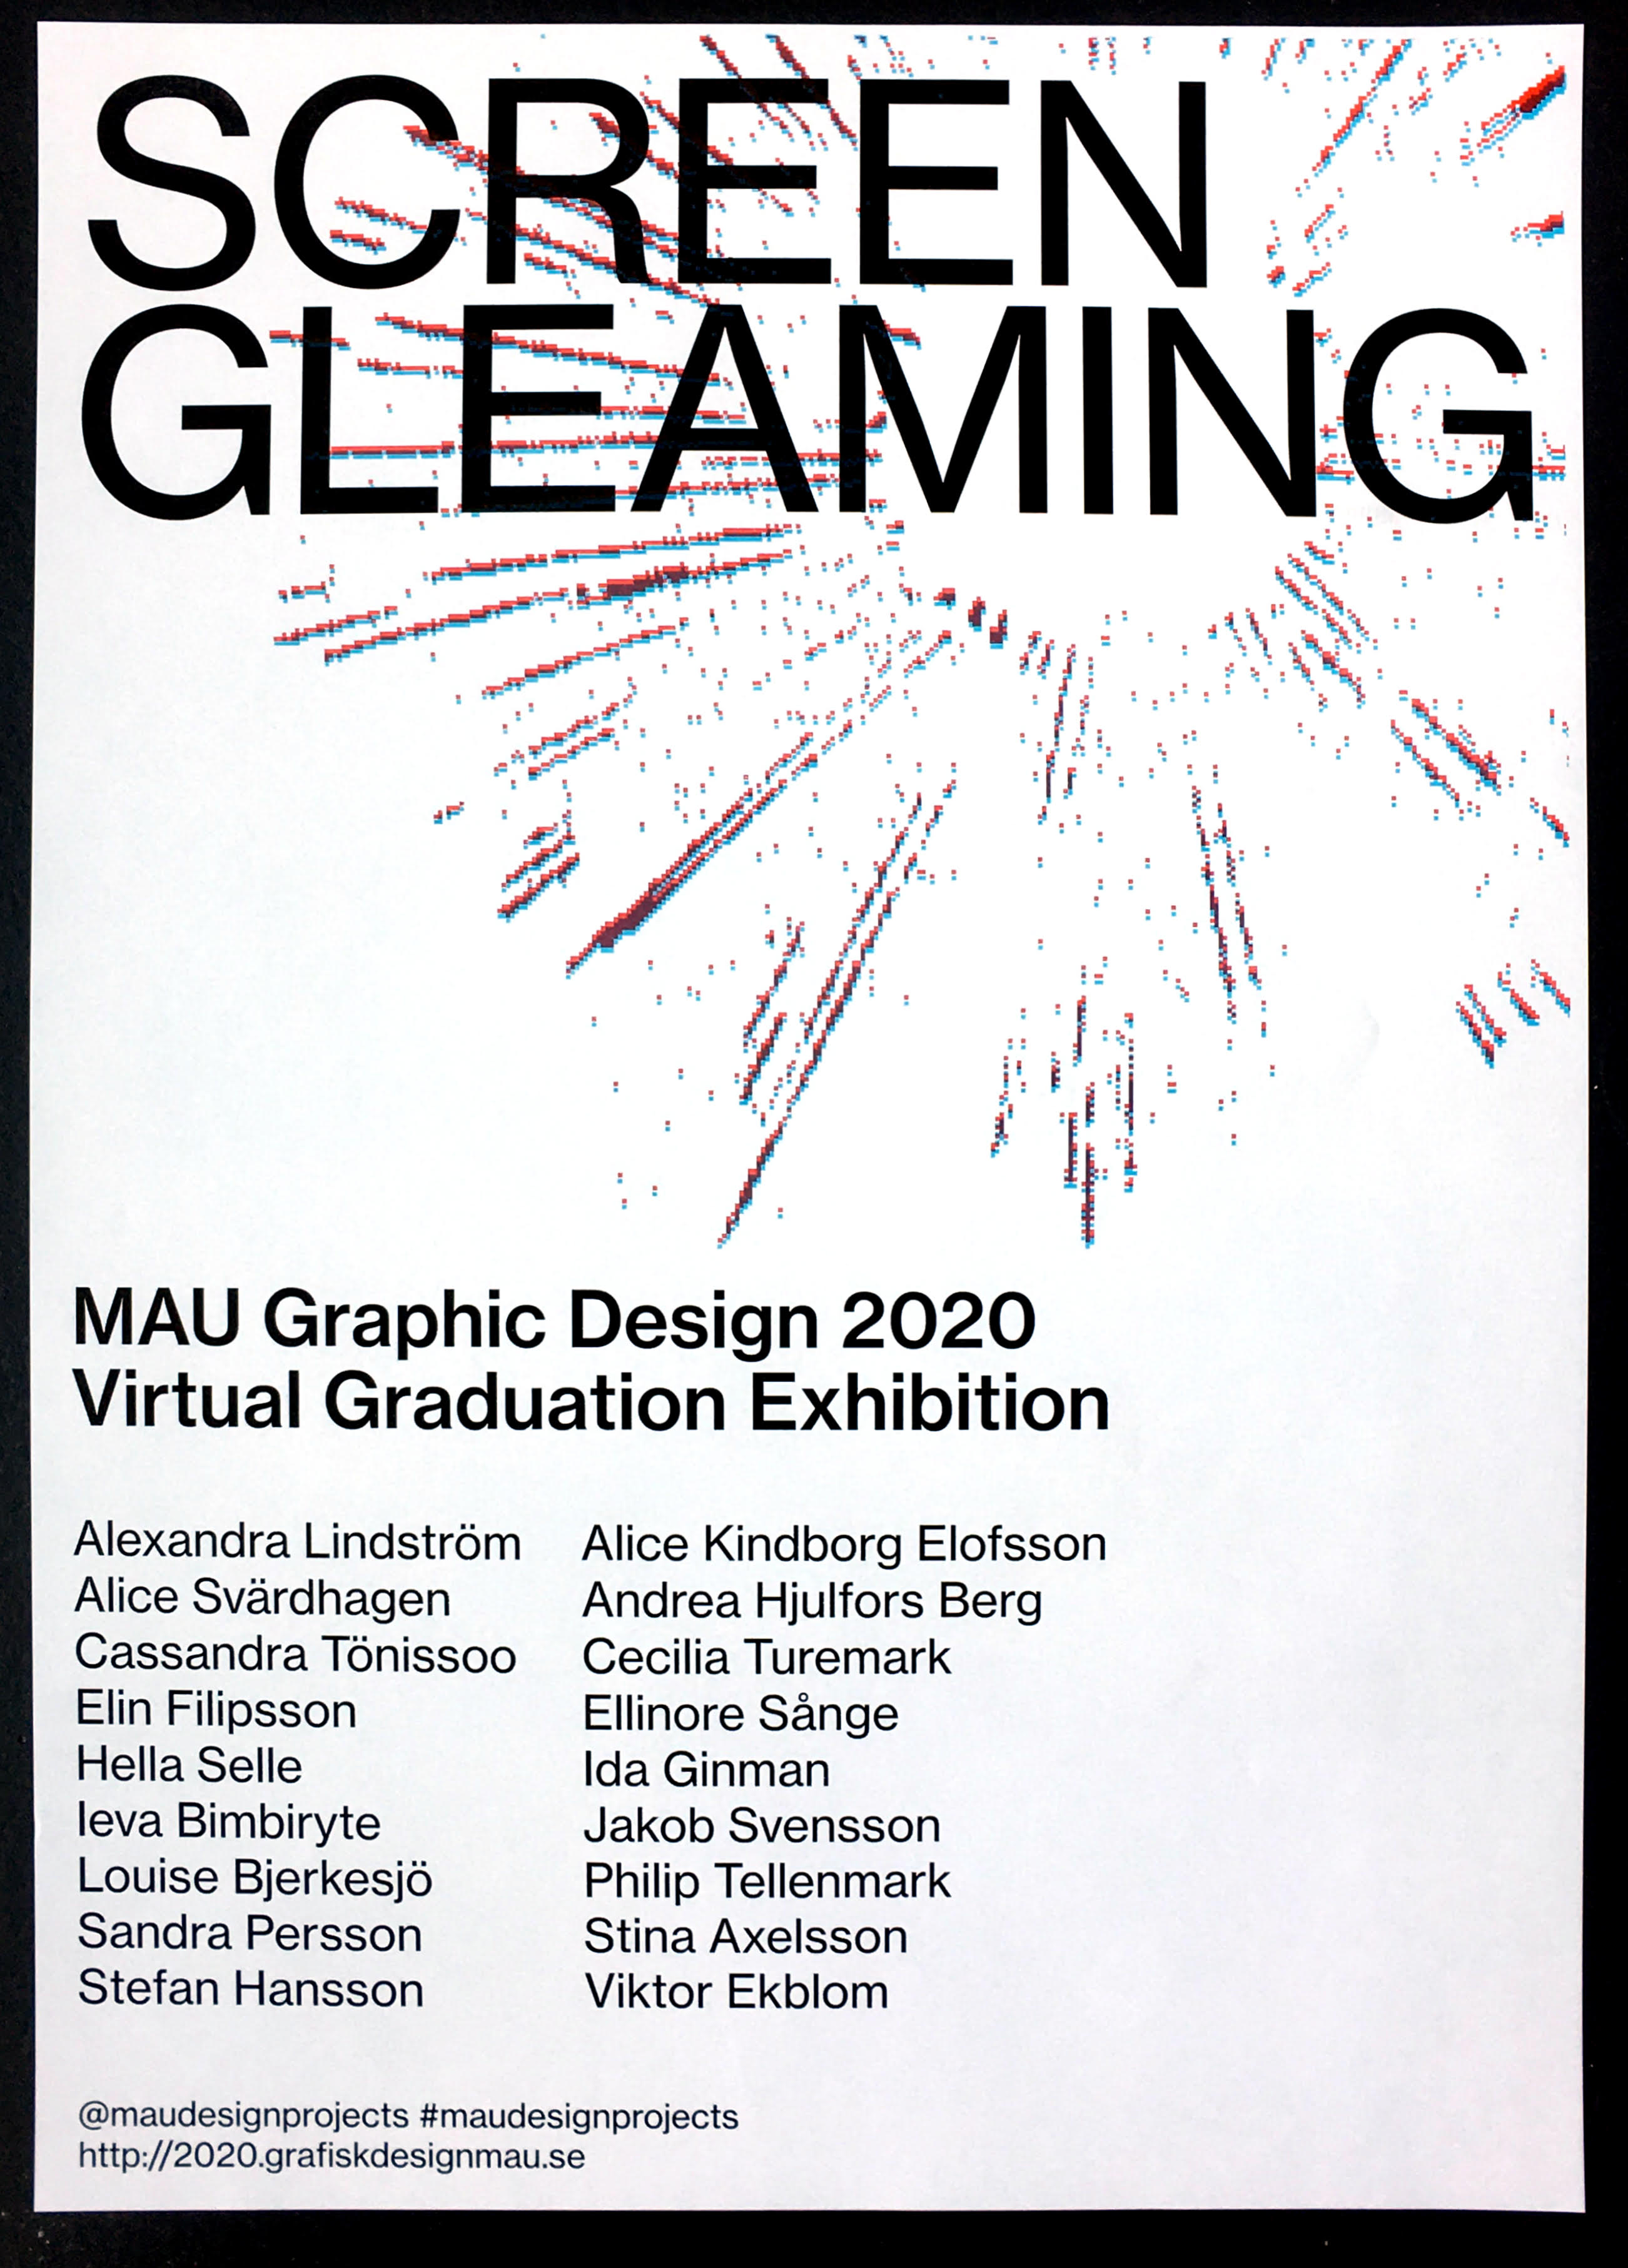 SCREEN
GLEAMING
MAU Graphic Design 2020
Virtual Graduation Exhibition
Alexandra Lindström
Alice Svärdhagen
Cassandra Tönissoo
Elin Filipsson
Hella Selle
Ieva Bimbiryte
Louise Bjerkesjö
Sandra Persson
Stefan Hansson
Alice Kindborg Elofsson
Andrea Hjulfors Berg
Cecilia Turemark
Ellinore Sånge
Ida Ginman
Jakob Svensson
Philip Tellenmark
Stina Axelsson
Viktor Ekblom
@maudesignprojects #maudesignprojects
http://2020.grafiskdesignmau.se